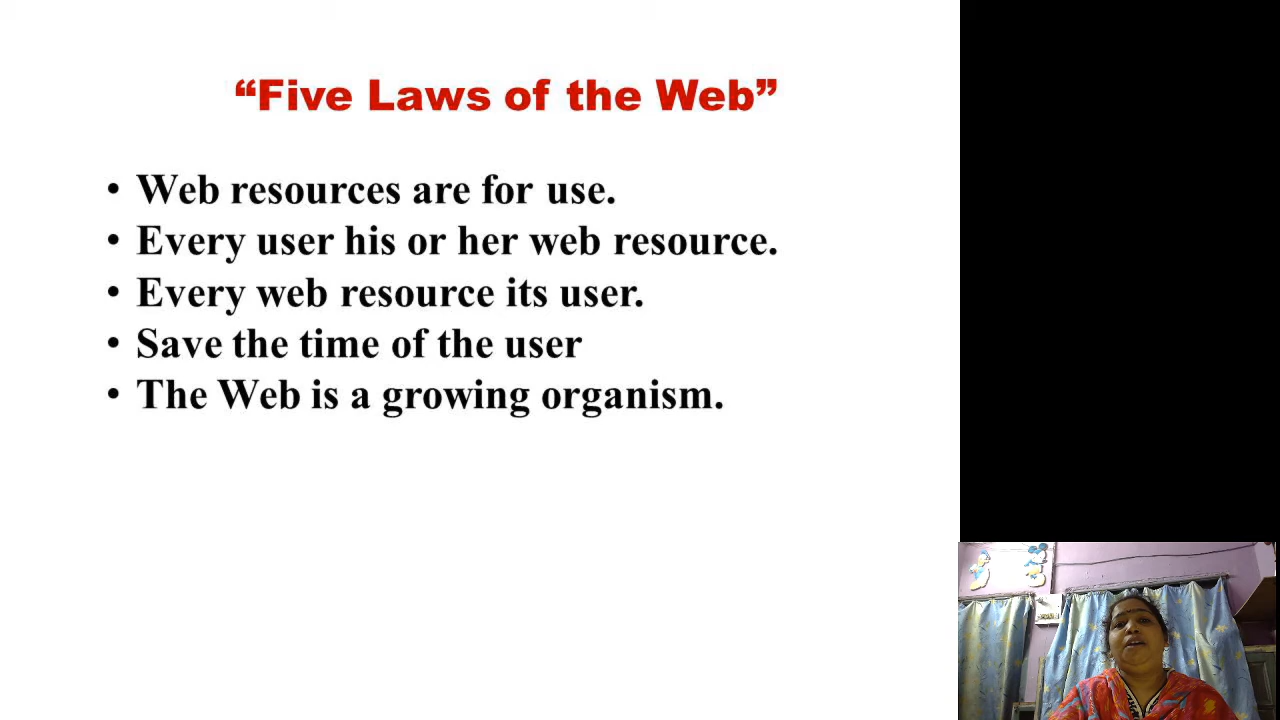 “Five Laws of the Web”
• Web resources are for use.
• Every user his or her web resource.
• Every web resource its user.
• Save the time of the user
• The Web is a growing organism.